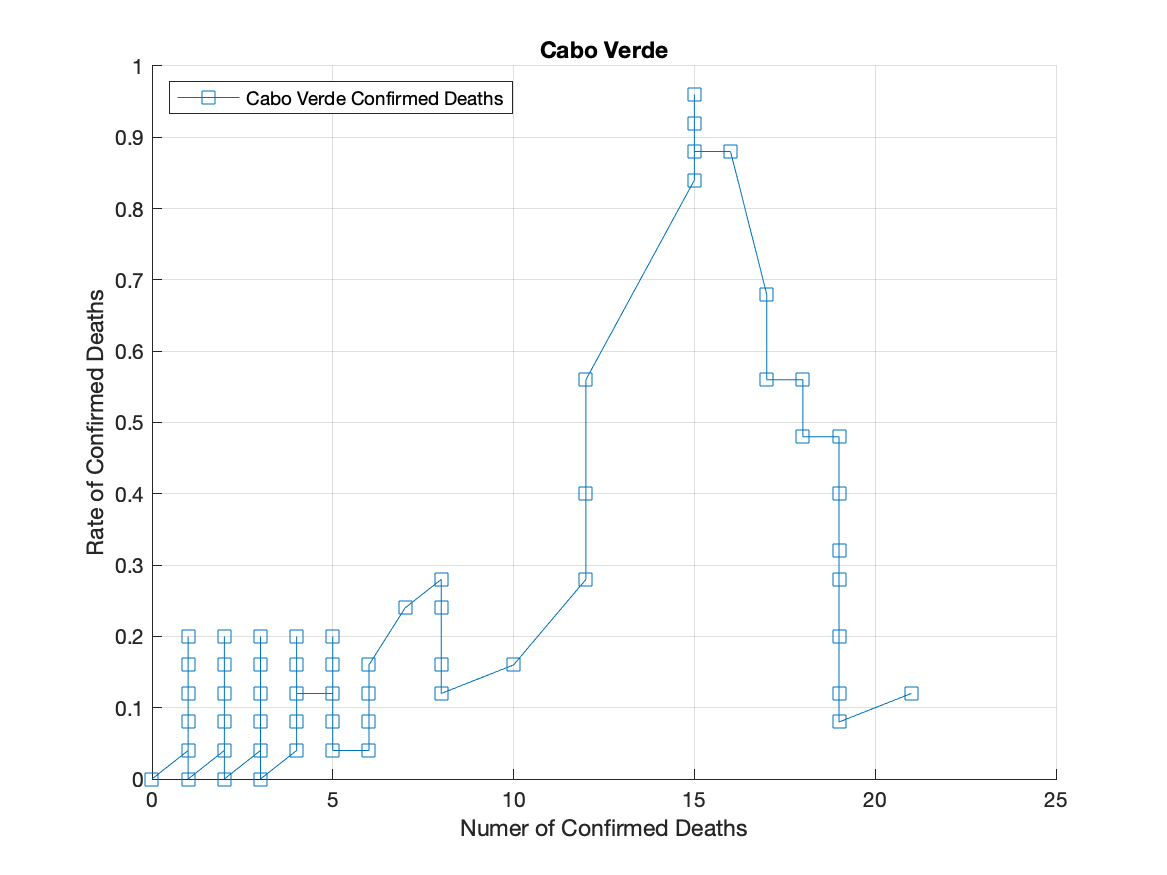 Cabo Verde
Cabo Verde Confirmed Deaths
1
0.9
0.8
0.7
0.6
0.5
0.4
0.3
0.2
0.1
0
Rate of Confirmed Deaths
0 5 10 15 20 25
Numer of Confirmed Deaths